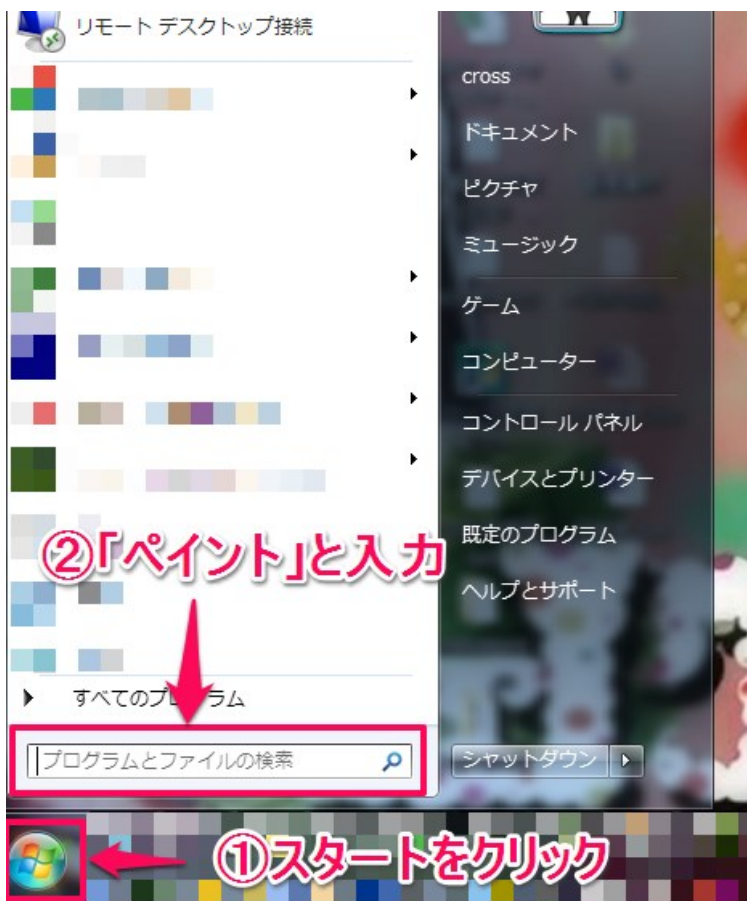 リモート デスクトップ接続
cross
ドキュメント
ピクチャ
ミュージック
ゲーム
コンピューター
コントロール パネル
デバイスとプリンター
既定のプログラム
ヘルプとサポート
②「ペイント」と入力
すべてのプログラム
プログラムとファイルの検索
シャットダウン
①スタートをクリック